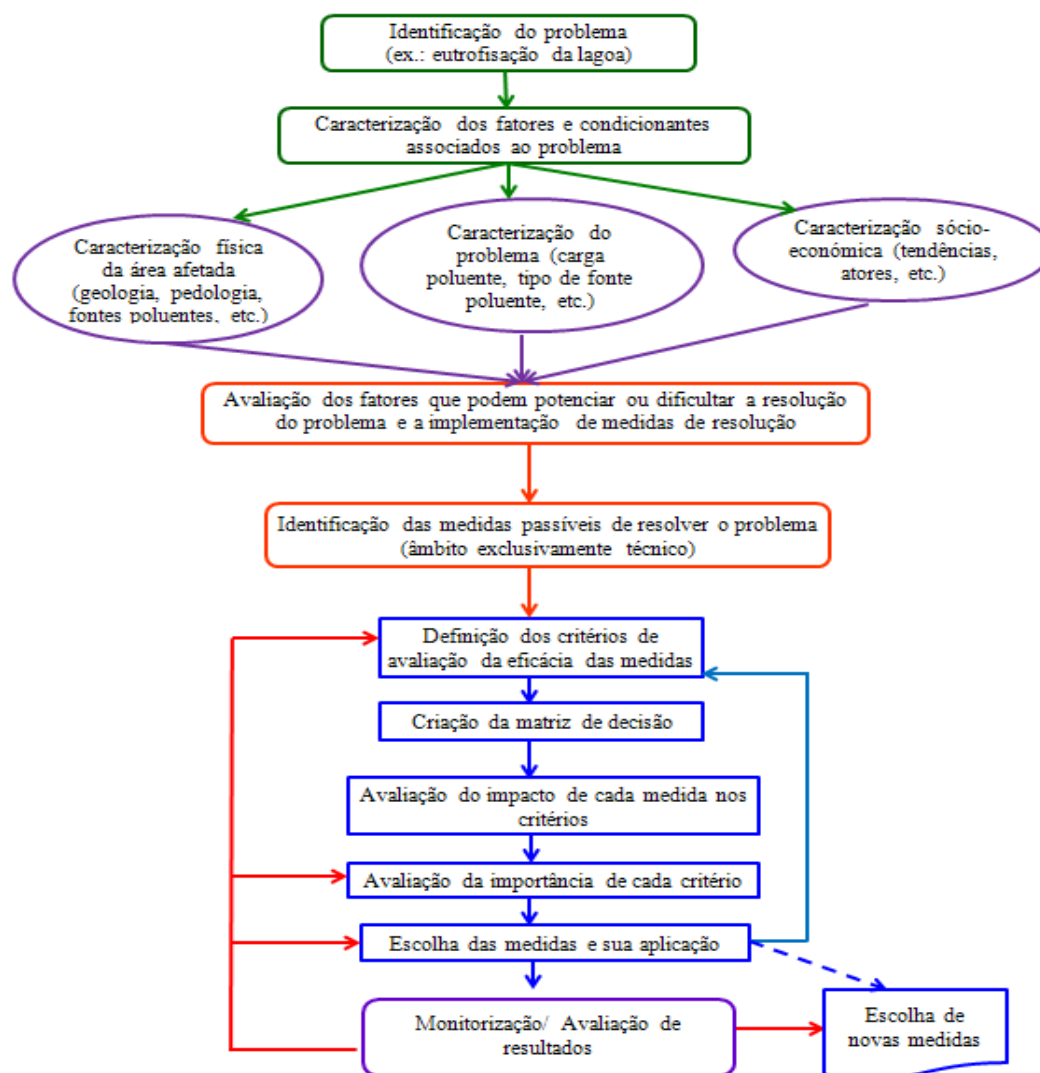 Identificação do problema
(ex.: eutrofisação da lagoa)
Caracterização dos fatores e condicionantes
associados ao problema
Caracterização física
da área afetada
(geologia, pedologia,
fontes poluentes, etc.)
Caracterização do
problema (carga
poluente, tipo de fonte
poluente, etc.)
Caracterização sócio-
económica (tendências,
atores, etc.)
Avaliação dos fatores que podem potenciar ou dificultar a resolução
do problema e a implementação de medidas de resolução
Identificação das medidas passíveis de resolver o problema
(âmbito exclusivamente técnico)
Definição dos critérios de
avaliação da eficácia das medidas
Criação da matriz de decisão
Avaliação do impacto de cada medida nos
critérios
Avaliação da importância de cada critério
Escolha das medidas e sua aplicação
Monitorização/ Avaliação de
resultados
Escolha de
novas medidas